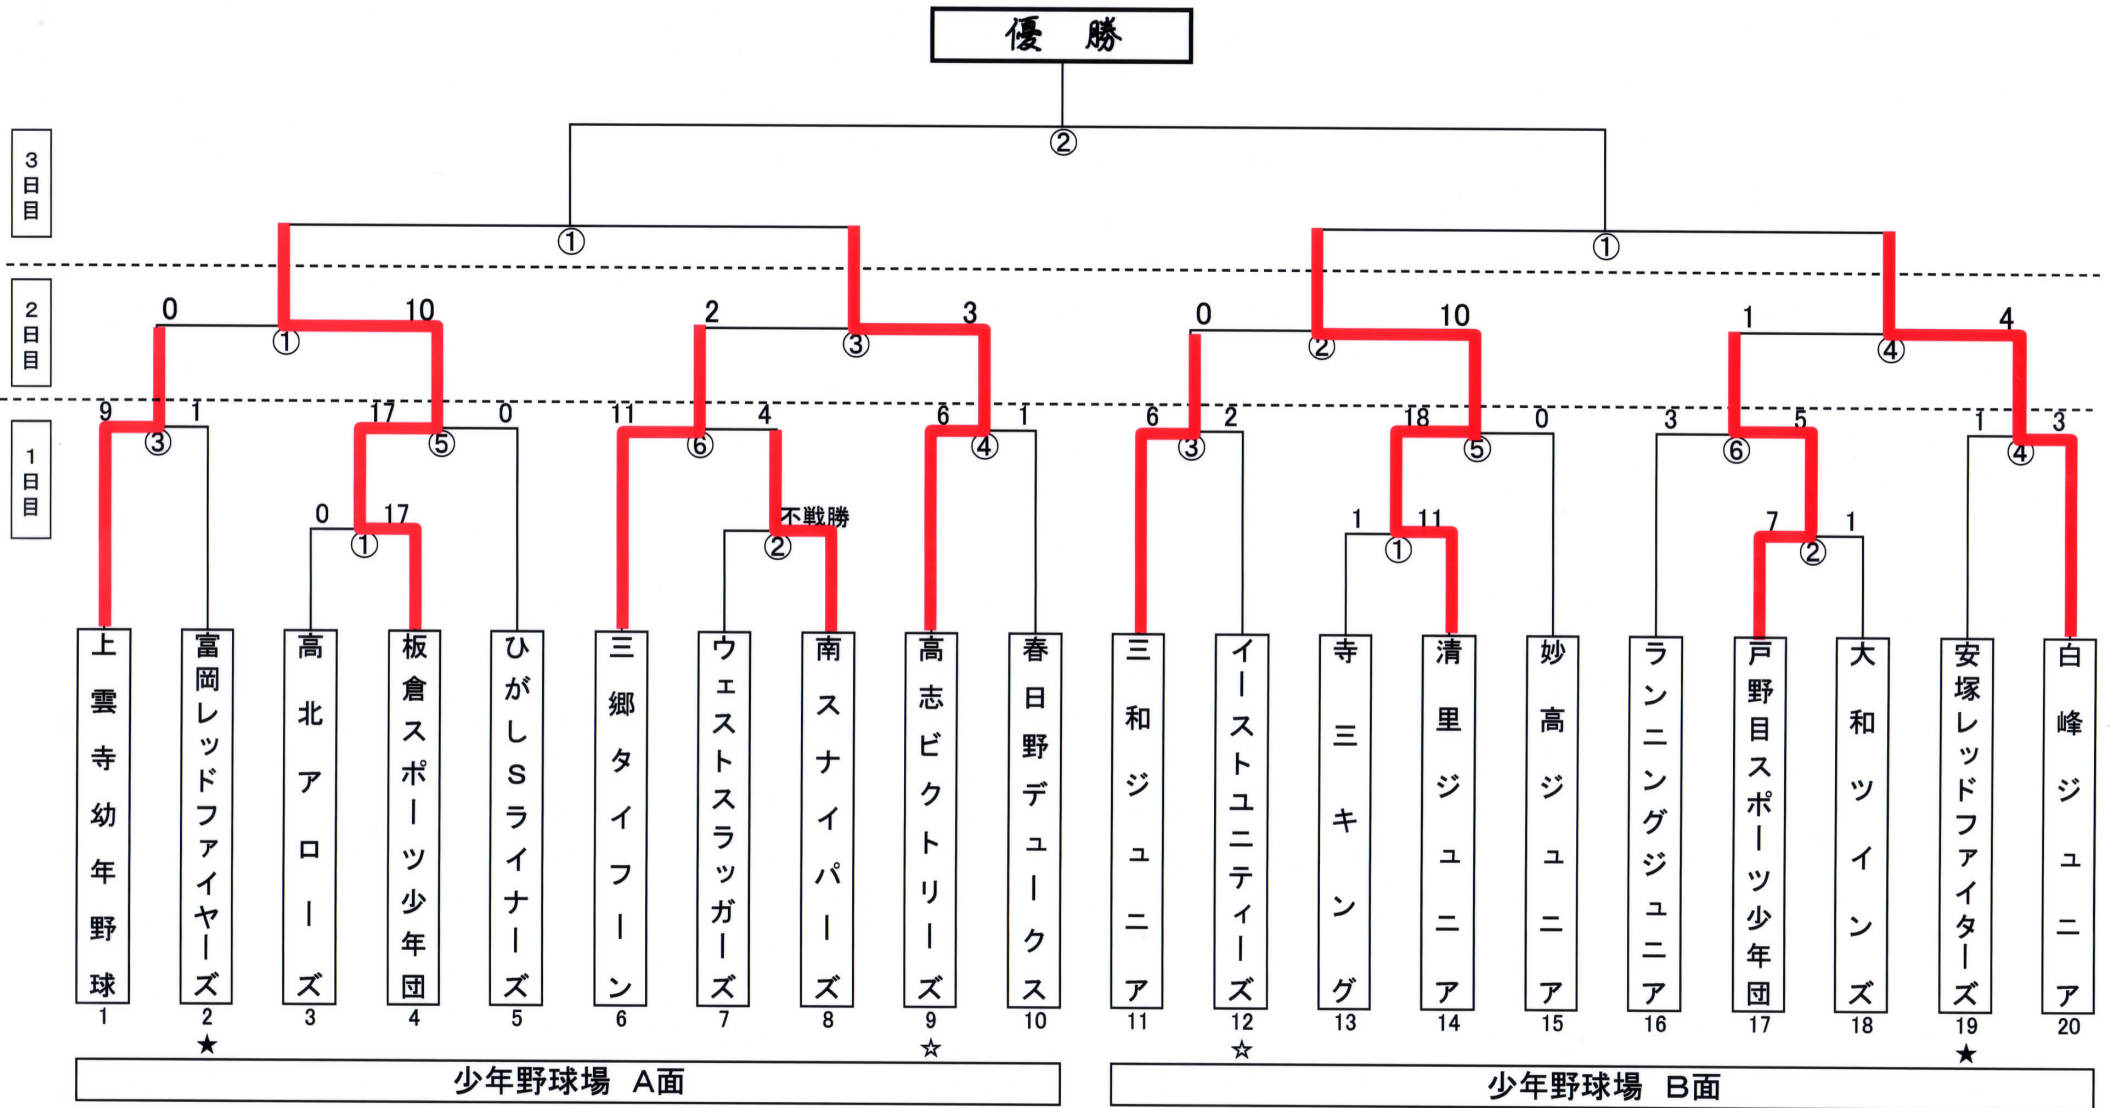 優 勝
②
3日目
① ①
2日目
0 10 2 3 0 10 1 4
① ③ ② ④
1日目
9 1 17 0 11 4 6 1 6 2 18 0 3 5 1 3
③ ⑤ ⑥ ④ ③ ⑤ ⑥ ④
0 17 不戦勝 1 11 7 1
① ② ① ②
上雲寺幼年野球
富岡レッドファイヤーズ
高北アローズ
板倉スポーツ少年団
ひがしSライナーズ
三郷タイフーン
ウェストスラッガーズ
南スナイパーズ
高志ビクトリーズ
春日野デュークス
三和ジュニア
イーストユニティーズ
寺三キング
清里ジュニア
妙高ジュニア
ランニングジュニア
戸野目スポーツ少年団
大和ツインズ
安塚レッドファイターズ
白峰ジュニア
1 2 3 4 5 6 7 8 9 10 11 12 13 14 15 16 17 18 19 20
★ ☆ ☆ ★
少年野球場 A面
少年野球場 B面